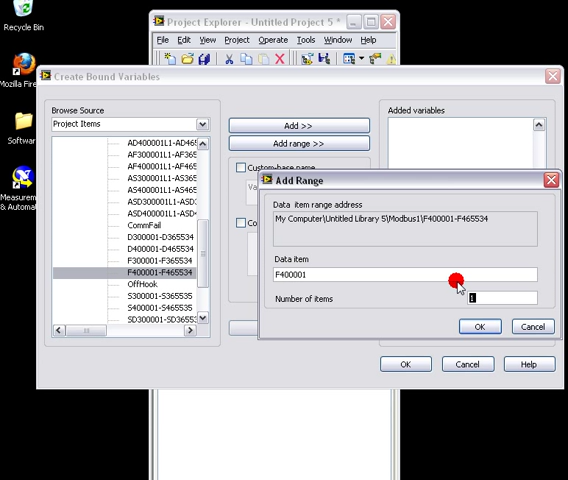 Recycle Bin
Project Explorer - Untitled Project 5 *
File Edit View Project Operate Tools Window Help
Mozilla Fire
Create Bound Variables
Browse Source
Project Items
Added variables
Add >>
Add range >>
Custom base name
Software
Measurem
& Automat
AD400001L1-AD465
AF300001L1-AF365
AF400001L1-AF465
AS300001L1-AS365
AS400001L1-AS465
ASD300001L1-ASD3
ASD400001L1-ASD4
CommFail
D300001-D365534
D400001-D465534
F300001-F365534
F400001-F465534
OffHook
S300001-S365535
S400001-S465535
SD300001-SD36553
Add Range
Data item range address
My Computer\Untitled Library 5\Modbus1\F400001-F465534
Data item
F400001
Number of items
1
OK Cancel
OK Cancel Help